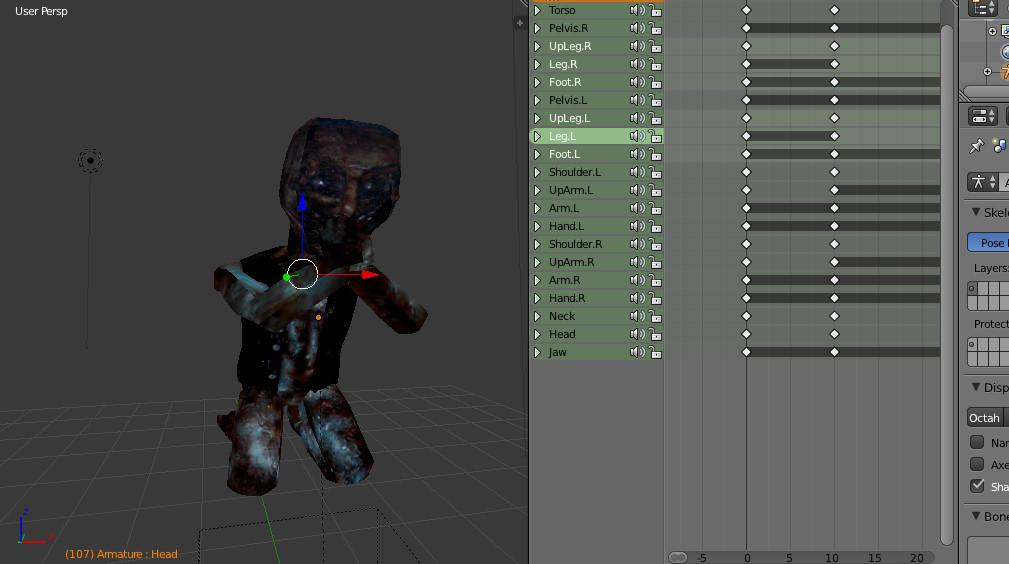 User Persp
Torso
Pelvis.R
UpLeg.R
Leg.R
Foot.R
Pelvis.L
UpLeg.L
Leg.L
Foot.L
Shoulder.L
UpArm.L
Arm.L
Hand.L
Shoulder.R
UpArm.R
Arm.R
Hand.R
Neck
Head
Jaw
-5 0 5 10 15 20
z
x
(107) Armature : Head
A
Skele
Pose
Layers:
Protect
Disp
Octah
Nar
Axe
Sha
Bone